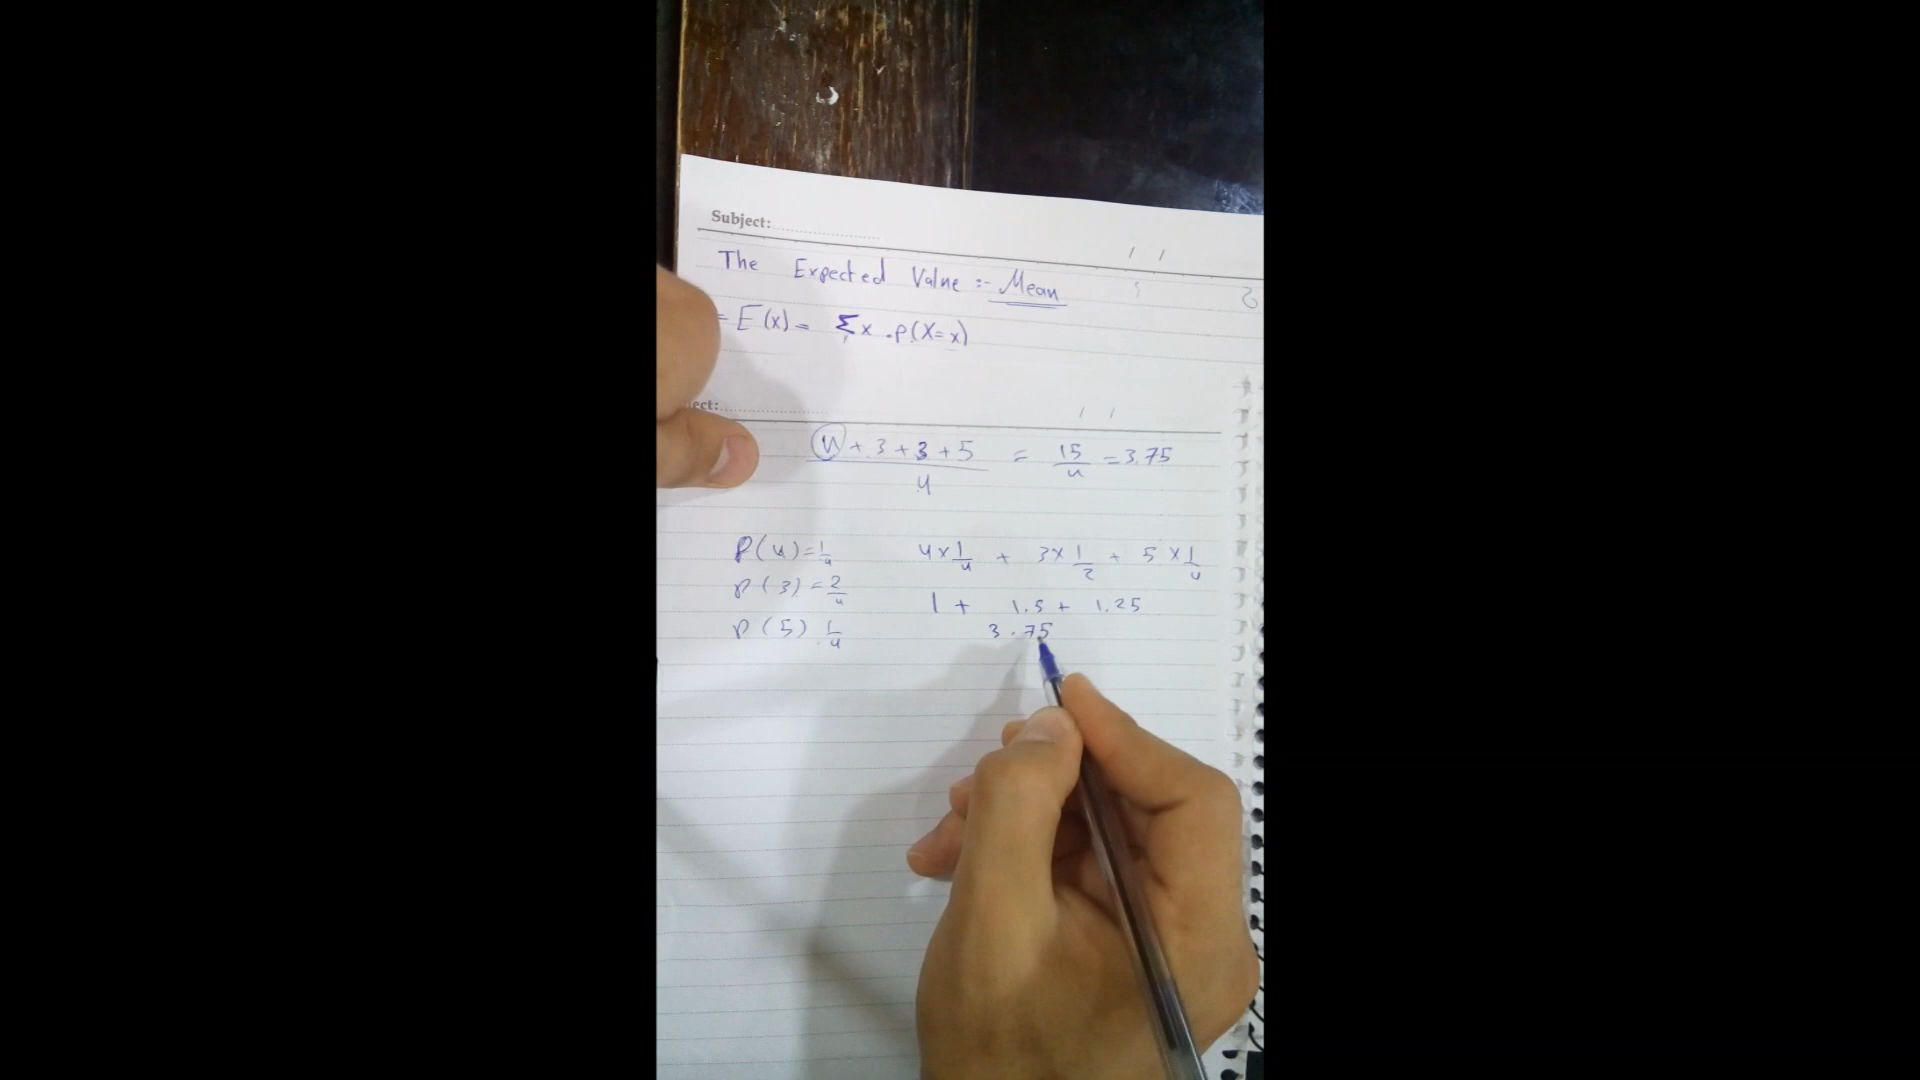 Subject:
The Expected Value :- Mean
= E(x) = Σx . P(X=x)
ect:
4 + 3 + 3 + 5 = 15 = 3.75
4 4
P(4) = 1/4 4 × 1/4 + 3 × 1/2 + 5 × 1/4
P(3) = 2/4 1 + 1.5 + 1.25
P(5) 1/4 3.75